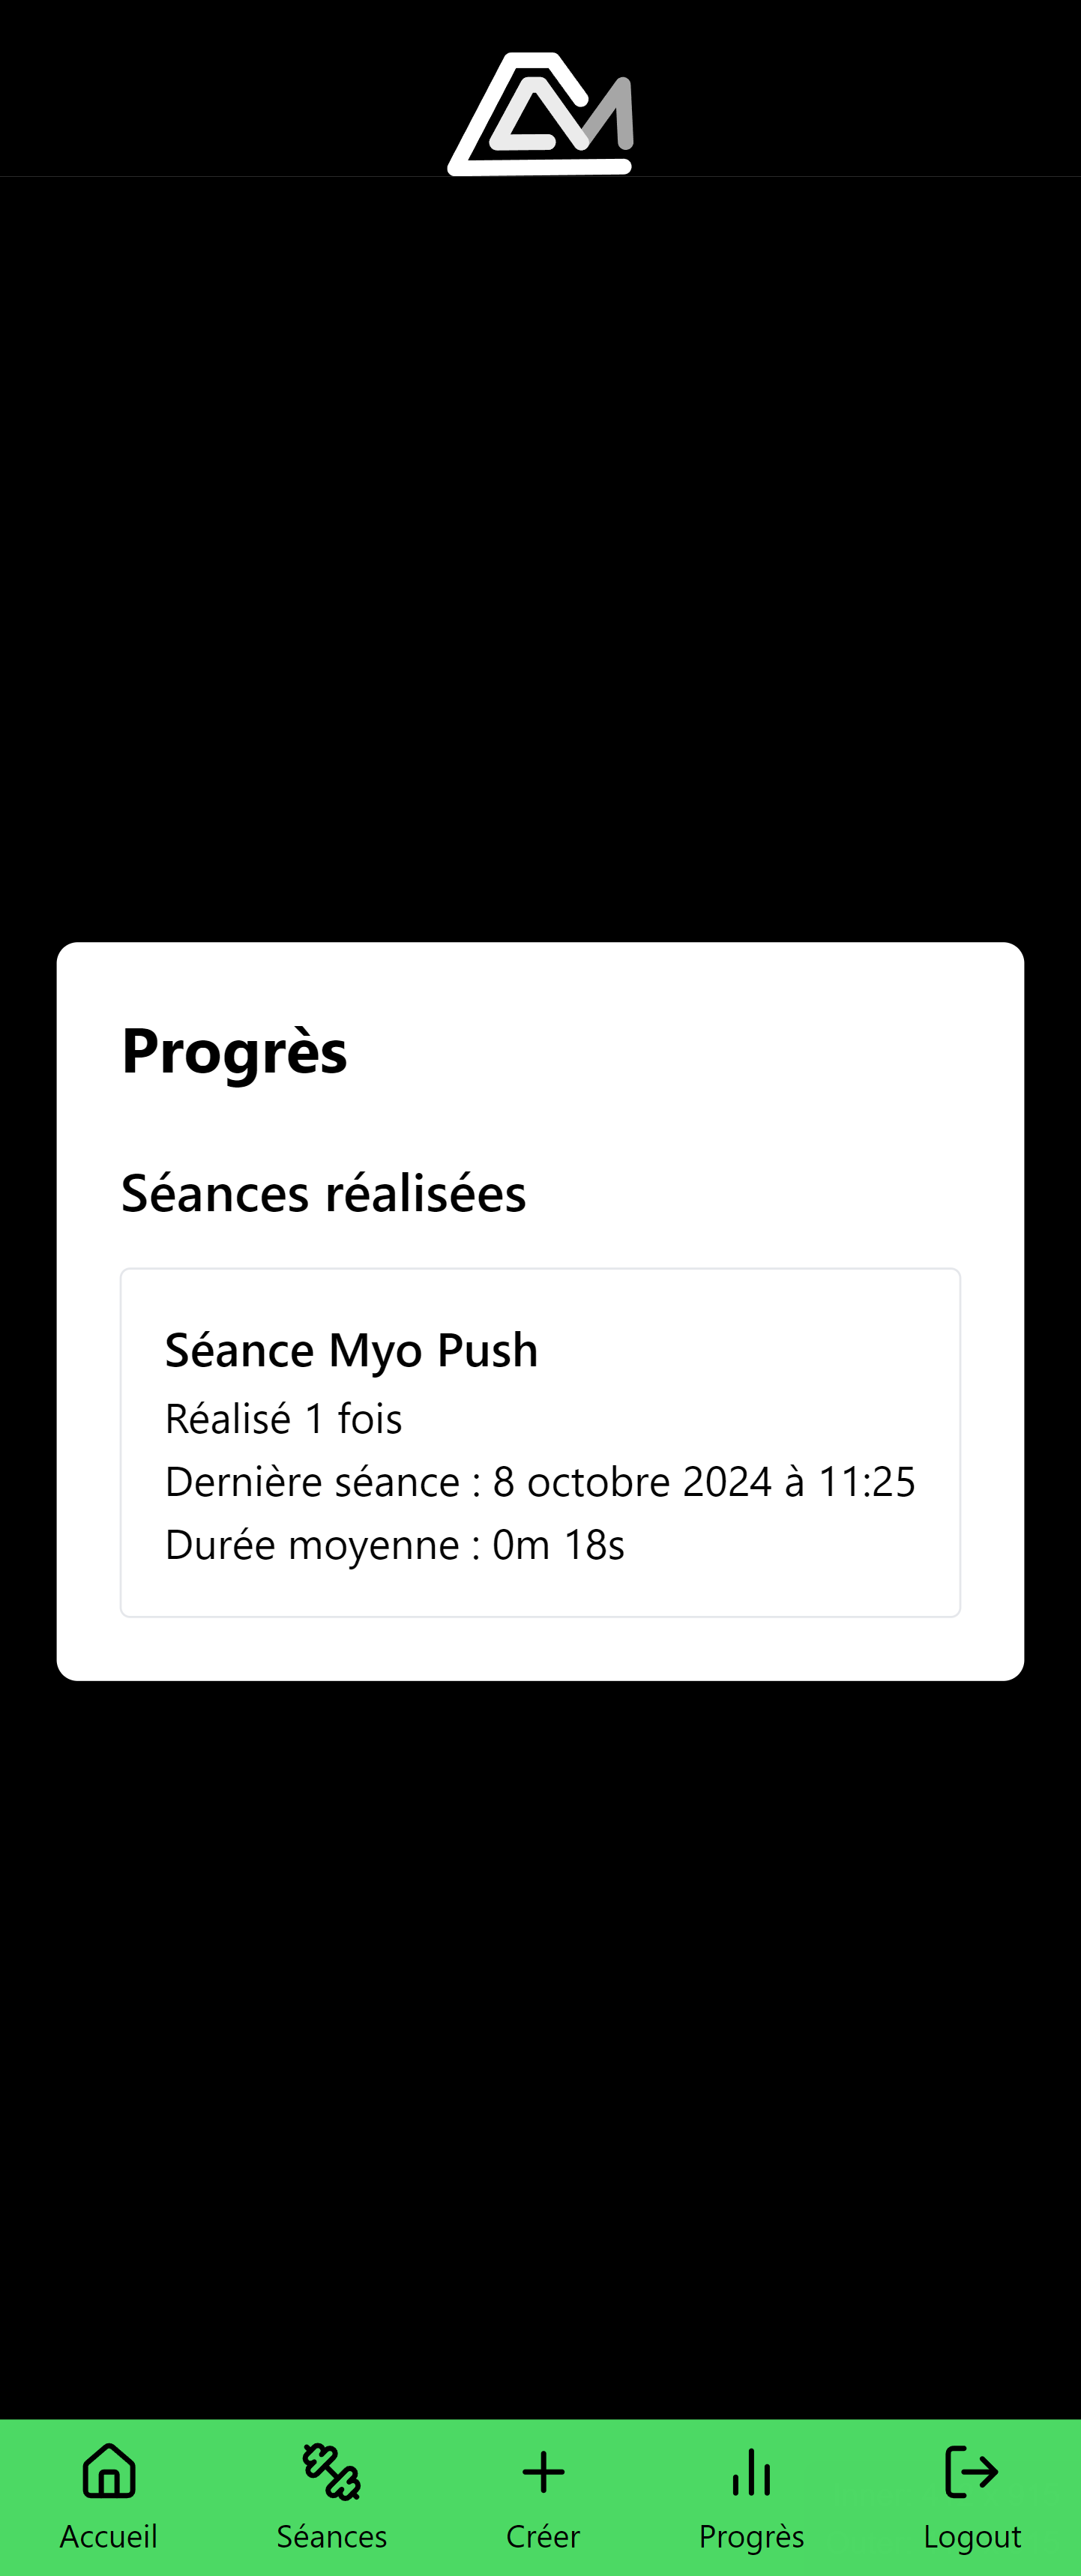 Progrès
Séances réalisées
Séance Myo Push
Réalisé 1 fois
Dernière séance : 8 octobre 2024 à 11:25
Durée moyenne : 0m 18s
Accueil
Séances
Créer
Progrès
Logout